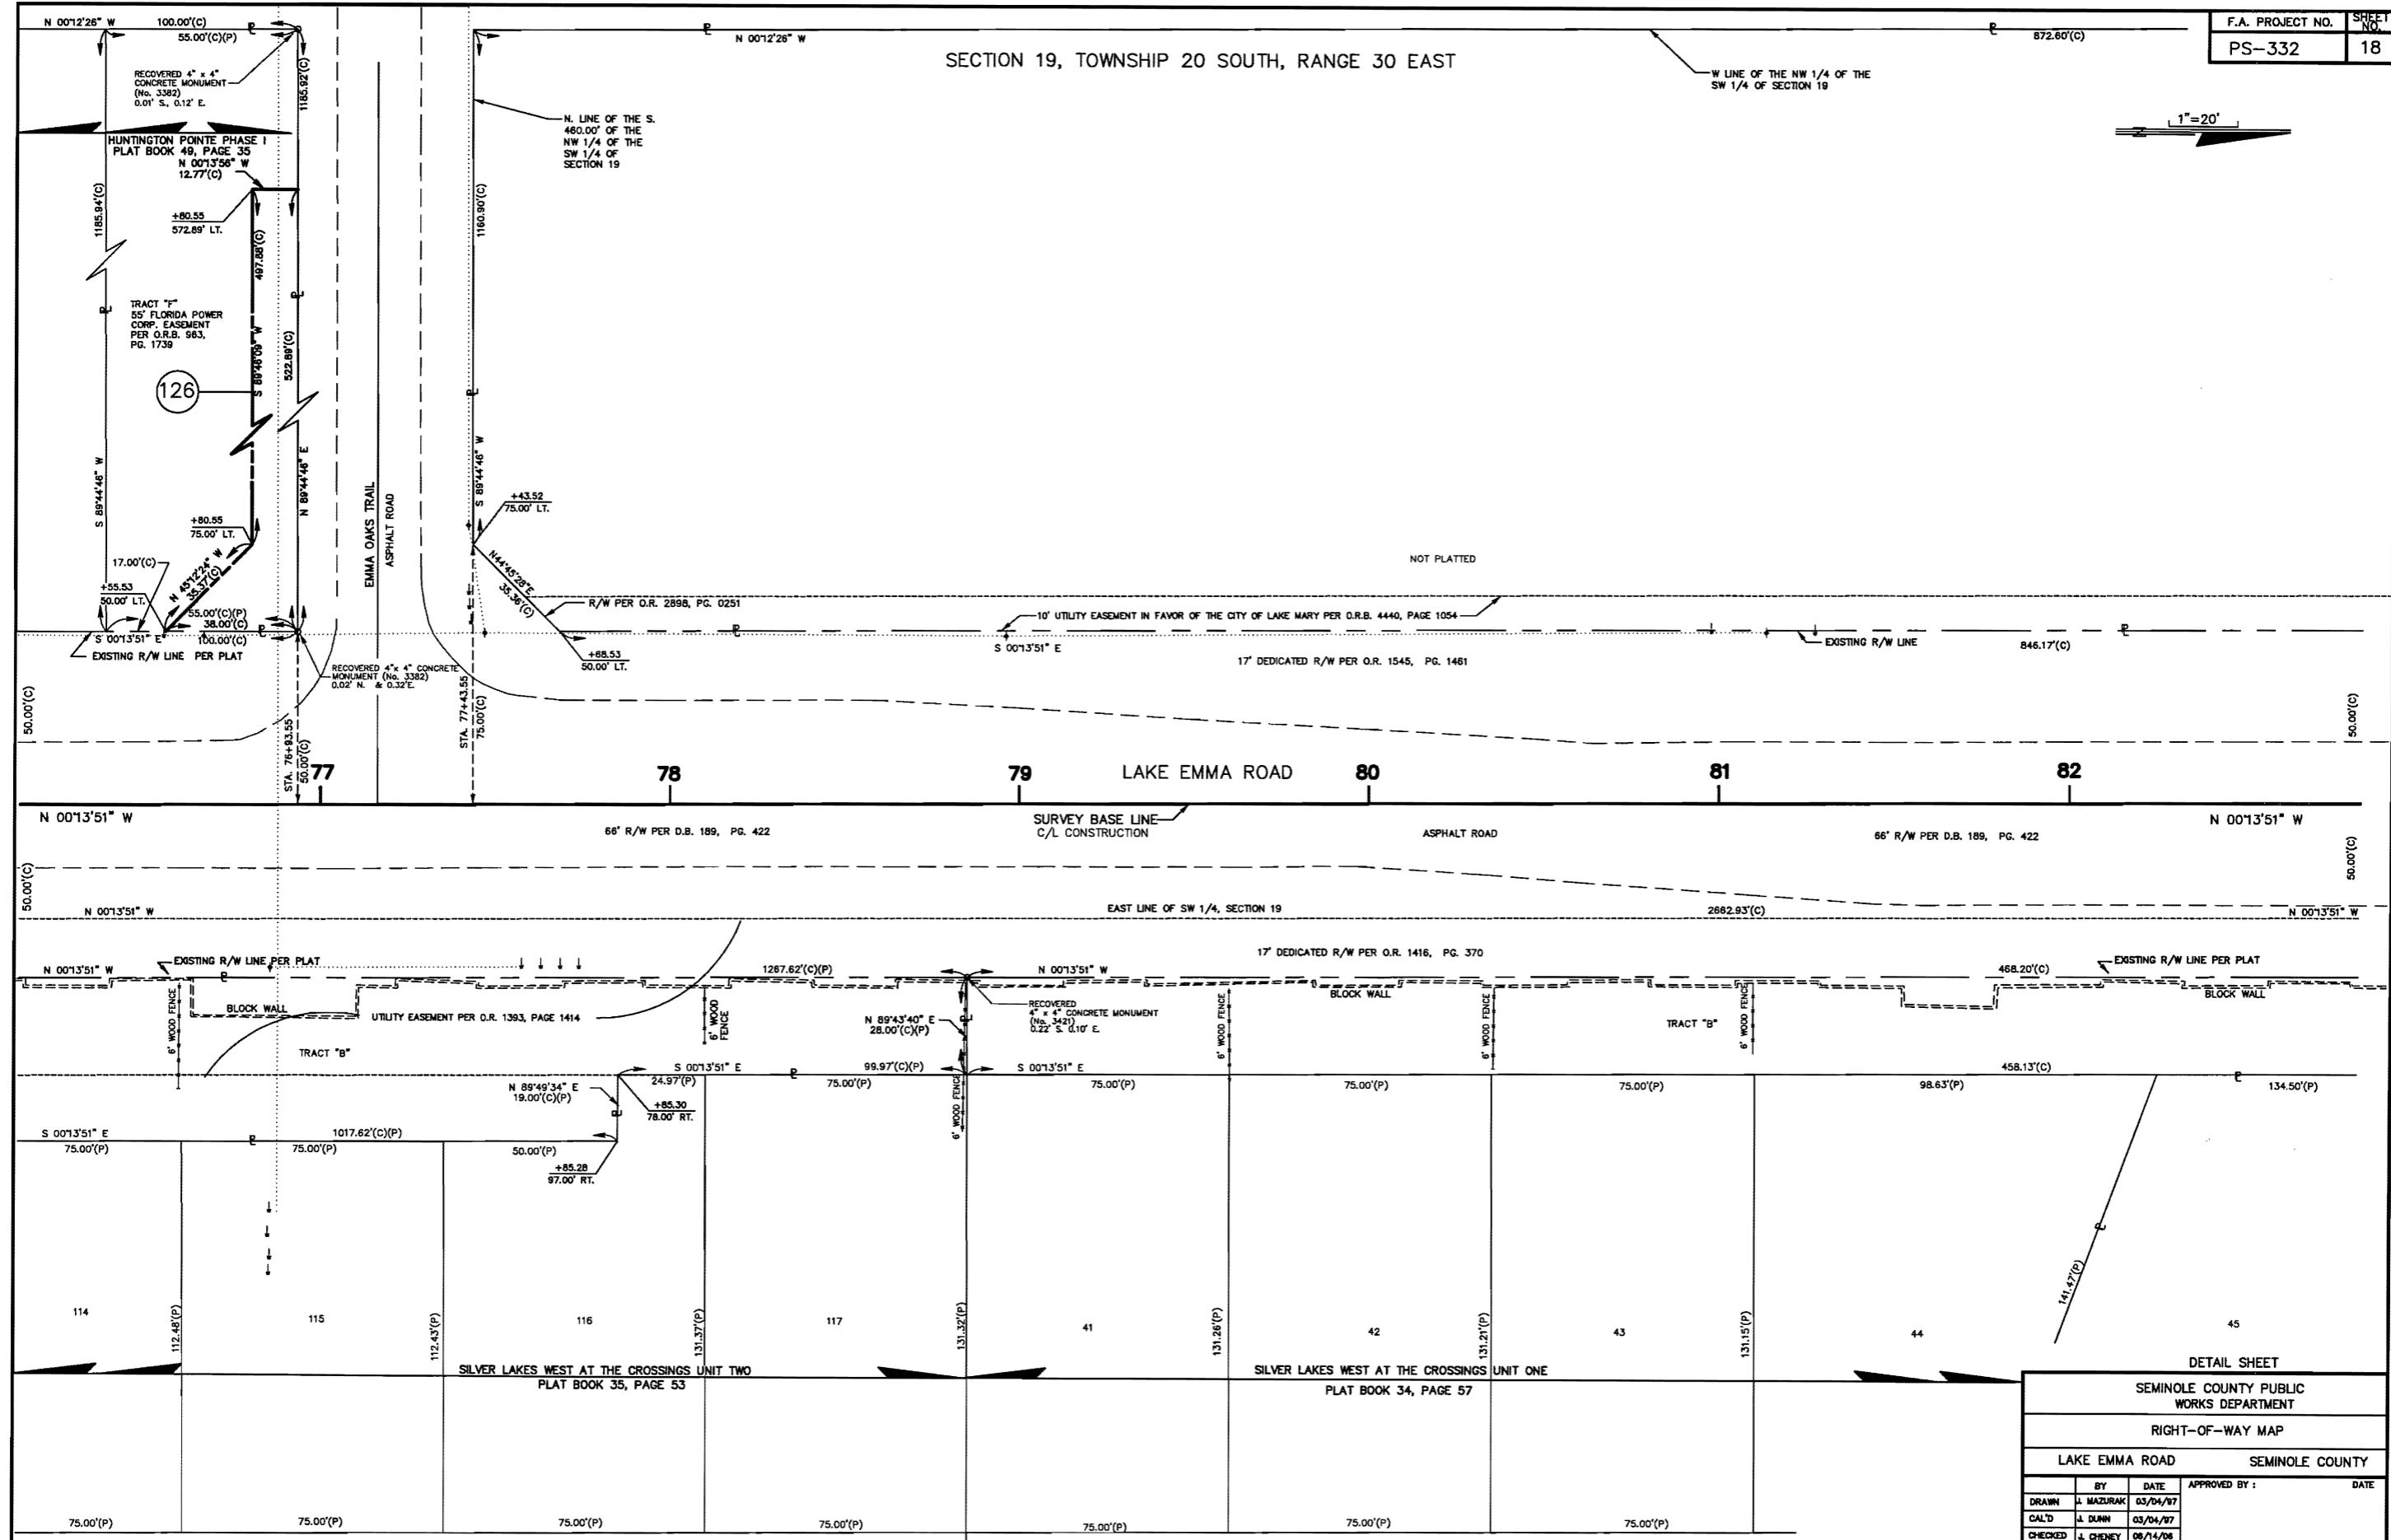 F.A. PROJECT NO.
SHEET NO.
PS-332
18
SECTION 19, TOWNSHIP 20 SOUTH, RANGE 30 EAST
N 00°12'26" W
100.00'(C)
55.00'(C)(P)
N 00°12'26" W
872.60'(C)
W LINE OF THE NW 1/4 OF THE
SW 1/4 OF SECTION 19
1"=20'
RECOVERED 4" x 4"
CONCRETE MONUMENT
(No. 3382)
0.01' S., 0.12' E.
1185.92'(C)
N. LINE OF THE S.
460.00' OF THE
NW 1/4 OF THE
SW 1/4 OF
SECTION 19
HUNTINGTON POINTE PHASE I
PLAT BOOK 49, PAGE 35
N 00°13'56" W
12.77'(C)
1185.94'(C)
+80.55
572.89' LT.
497.88'(C)
1160.90'(C)
TRACT "F"
55' FLORIDA POWER
CORP. EASEMENT
PER O.R.B. 963,
PG. 1739
S 89°46'09" W
522.89'(C)
126
S 89°44'46" W
N 89°44'46" E
EMMA OAKS TRAIL
ASPHALT ROAD
S 89°44'46" W
+80.55
75.00' LT.
+43.52
75.00' LT.
17.00'(C)
N 45°12'24" W
35.37'(C)
N44°45'28"E
35.36'(C)
NOT PLATTED
+55.53
50.00' LT.
55.00'(C)(P)
38.00'(C)
100.00'(C)
S 00°13'51" E
R/W PER O.R. 2898, PG. 0251
10' UTILITY EASEMENT IN FAVOR OF THE CITY OF LAKE MARY PER O.R.B. 4440, PAGE 1054
EXISTING R/W LINE PER PLAT
+68.53
50.00' LT.
S 00°13'51" E
EXISTING R/W LINE
846.17'(C)
RECOVERED 4"x 4" CONCRETE
MONUMENT (No. 3382)
0.02' N. & 0.32'E.
17' DEDICATED R/W PER O.R. 1545, PG. 1461
50.00'(C)
STA. 76+93.55
50.00'(C)
STA. 77+43.55
75.00'(C)
50.00'(C)
77
78
79
LAKE EMMA ROAD
80
81
82
N 00°13'51" W
66' R/W PER D.B. 189, PG. 422
SURVEY BASE LINE
C/L CONSTRUCTION
ASPHALT ROAD
66' R/W PER D.B. 189, PG. 422
N 00°13'51" W
50.00'(C)
50.00'(C)
N 00°13'51" W
EAST LINE OF SW 1/4, SECTION 19
2662.93'(C)
N 00°13'51" W
17' DEDICATED R/W PER O.R. 1416, PG. 370
N 00°13'51" W
EXISTING R/W LINE PER PLAT
1267.62'(C)(P)
N 00°13'51" W
468.20'(C)
EXISTING R/W LINE PER PLAT
6' WOOD FENCE
BLOCK WALL
UTILITY EASEMENT PER O.R. 1393, PAGE 1414
6' WOOD
FENCE
N 89°43'40" E
28.00'(C)(P)
RECOVERED
4" x 4" CONCRETE MONUMENT
(No. 3421)
0.22' S. 0.10' E.
6' WOOD FENCE
BLOCK WALL
6' WOOD FENCE
TRACT "B"
6' WOOD FENCE
BLOCK WALL
TRACT "B"
S 00°13'51" E
99.97'(C)(P)
S 00°13'51" E
458.13'(C)
24.97'(P)
75.00'(P)
75.00'(P)
75.00'(P)
75.00'(P)
98.63'(P)
134.50'(P)
N 89°49'34" E
19.00'(C)(P)
+85.30
78.00' RT.
6' WOOD FENCE
S 00°13'51" E
1017.62'(C)(P)
75.00'(P)
75.00'(P)
50.00'(P)
+85.28
97.00' RT.
141.47'(P)
114
112.48'(P)
115
112.43'(P)
116
131.37'(P)
117
131.32'(P)
41
131.26'(P)
42
131.21'(P)
43
131.15'(P)
44
45
SILVER LAKES WEST AT THE CROSSINGS UNIT TWO
PLAT BOOK 35, PAGE 53
SILVER LAKES WEST AT THE CROSSINGS UNIT ONE
PLAT BOOK 34, PAGE 57
75.00'(P)
75.00'(P)
75.00'(P)
75.00'(P)
75.00'(P)
75.00'(P)
75.00'(P)
DETAIL SHEET
SEMINOLE COUNTY PUBLIC
WORKS DEPARTMENT
RIGHT-OF-WAY MAP
LAKE EMMA ROAD
SEMINOLE COUNTY
BY
DATE
APPROVED BY :
DATE
DRAWN
J. MAZURAK
03/04/97
CAL'D
J. DUNN
03/04/97
CHECKED
J. CHENEY
06/14/06